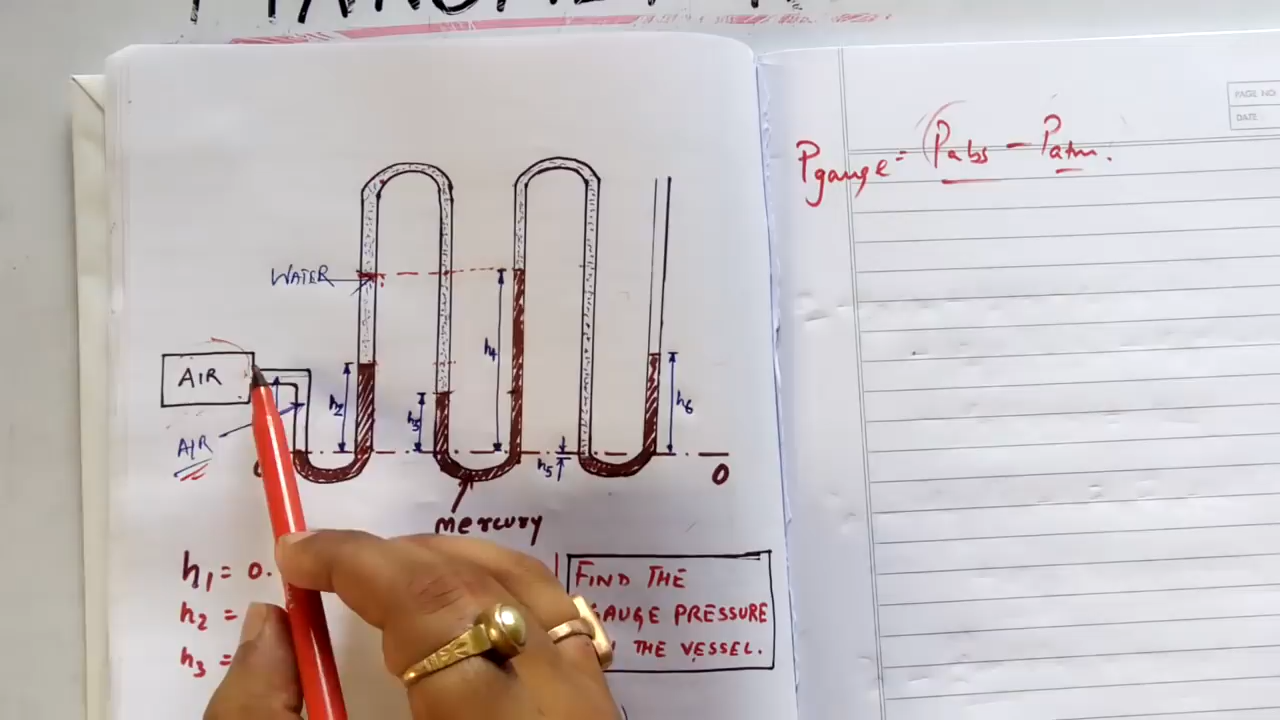 PAGE NO.
DATE
Pgauge = (Pabs - Patm.
WATER
AIR
AIR
h2
h3
h4
h5
h6
O
mercury
h1 = 0.
h2 =
h3 =
FIND THE
GAUGE PRESSURE
THE VESSEL.